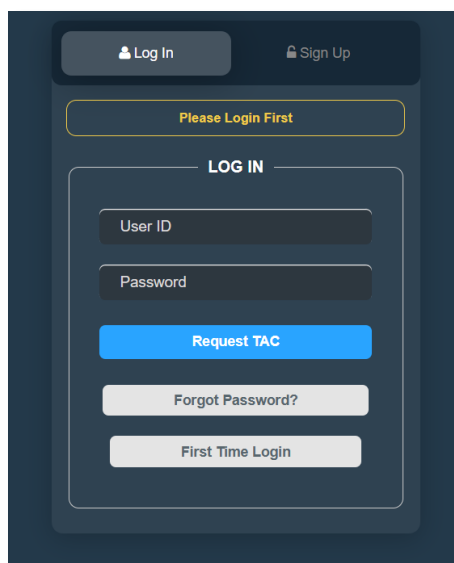 Log In
Sign Up
Please Login First
LOG IN
User ID
Password
Request TAC
Forgot Password?
First Time Login